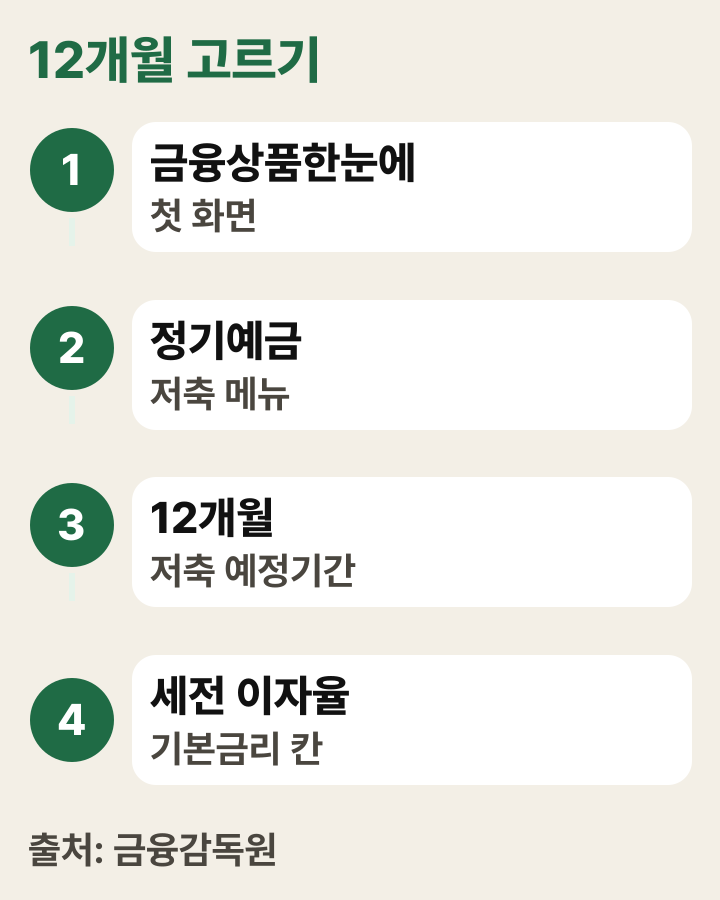 12개월 고르기
1
금융상품한눈에
첫 화면
2
정기예금
저축 메뉴
3
12개월
저축 예정기간
4
세전 이자율
기본금리 칸
출처: 금융감독원